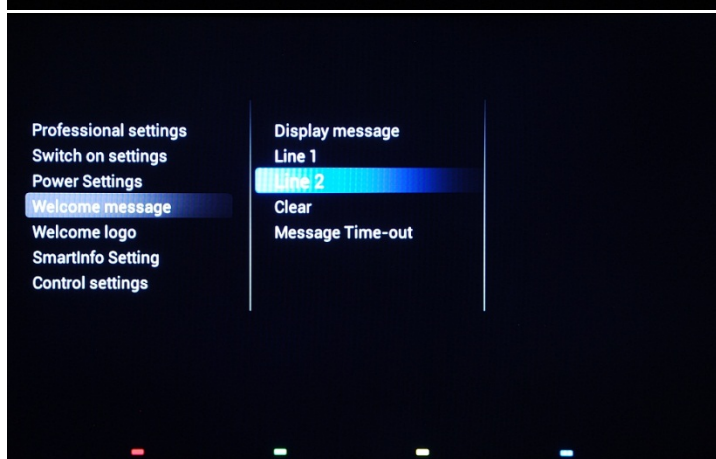 Professional settings
Switch on settings
Power Settings
Welcome message
Welcome logo
SmartInfo Setting
Control settings
Display message
Line 1
Line 2
Clear
Message Time-out